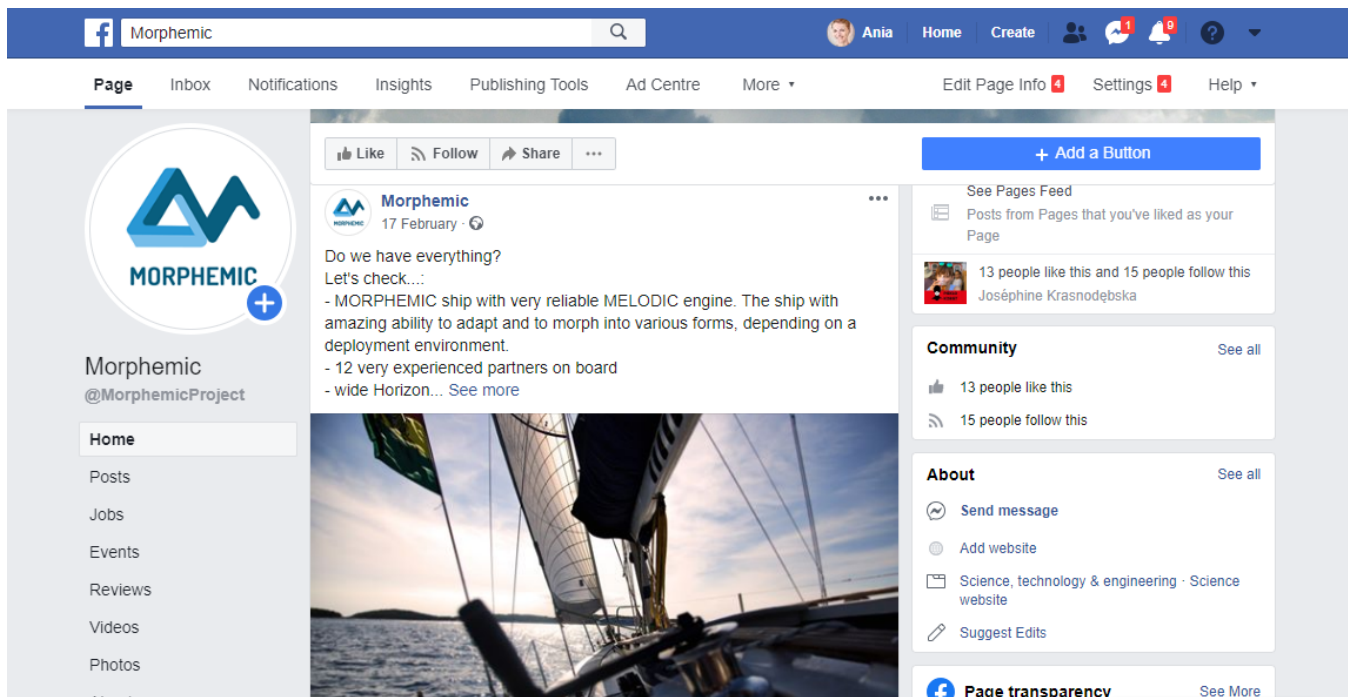 Morphemic
Ania
Home
Create
1
9
Page
Inbox
Notifications
Insights
Publishing Tools
Ad Centre
More
Edit Page Info 4
Settings 4
Help
MORPHEMIC
Morphemic
@MorphemicProject
Home
Posts
Jobs
Events
Reviews
Videos
Photos
Like
Follow
Share
+ Add a Button
MORPHEMIC
Morphemic
17 February ·
Do we have everything?
Let's check...:
- MORPHEMIC ship with very reliable MELODIC engine. The ship with
amazing ability to adapt and to morph into various forms, depending on a
deployment environment.
- 12 very experienced partners on board
- wide Horizon... See more
See Pages Feed
Posts from Pages that you've liked as your
Page
13 people like this and 15 people follow this
Joséphine Krasnodębska
Community
See all
13 people like this
15 people follow this
About
See all
Send message
Add website
Science, technology & engineering · Science
website
Suggest Edits
Page transparency
See More